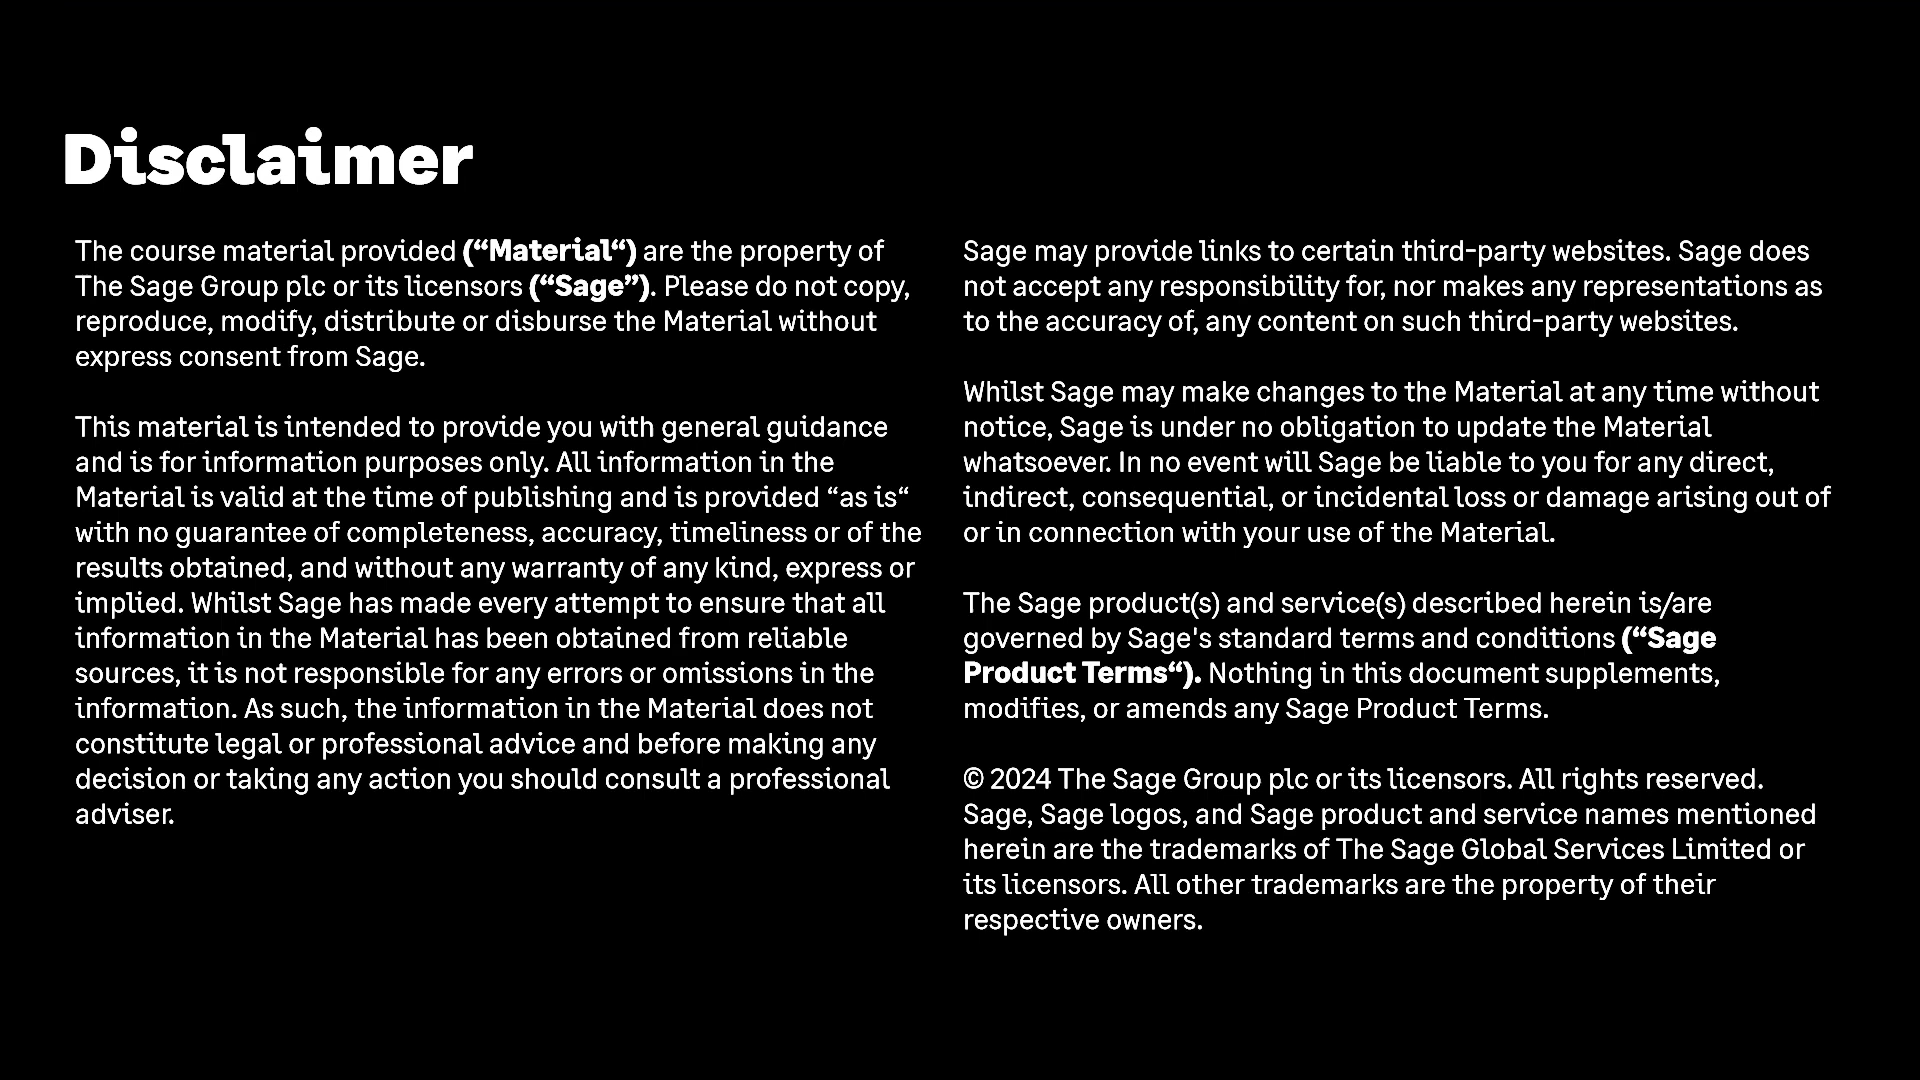 Disclaimer
The course material provided (“Material“) are the property of
The Sage Group plc or its licensors (“Sage”). Please do not copy,
reproduce, modify, distribute or disburse the Material without
express consent from Sage.
This material is intended to provide you with general guidance
and is for information purposes only. All information in the
Material is valid at the time of publishing and is provided “as is“
with no guarantee of completeness, accuracy, timeliness or of the
results obtained, and without any warranty of any kind, express or
implied. Whilst Sage has made every attempt to ensure that all
information in the Material has been obtained from reliable
sources, it is not responsible for any errors or omissions in the
information. As such, the information in the Material does not
constitute legal or professional advice and before making any
decision or taking any action you should consult a professional
adviser.
Sage may provide links to certain third-party websites. Sage does
not accept any responsibility for, nor makes any representations as
to the accuracy of, any content on such third-party websites.
Whilst Sage may make changes to the Material at any time without
notice, Sage is under no obligation to update the Material
whatsoever. In no event will Sage be liable to you for any direct,
indirect, consequential, or incidental loss or damage arising out of
or in connection with your use of the Material.
The Sage product(s) and service(s) described herein is/are
governed by Sage's standard terms and conditions (“Sage
Product Terms“). Nothing in this document supplements,
modifies, or amends any Sage Product Terms.
© 2024 The Sage Group plc or its licensors. All rights reserved.
Sage, Sage logos, and Sage product and service names mentioned
herein are the trademarks of The Sage Global Services Limited or
its licensors. All other trademarks are the property of their
respective owners.